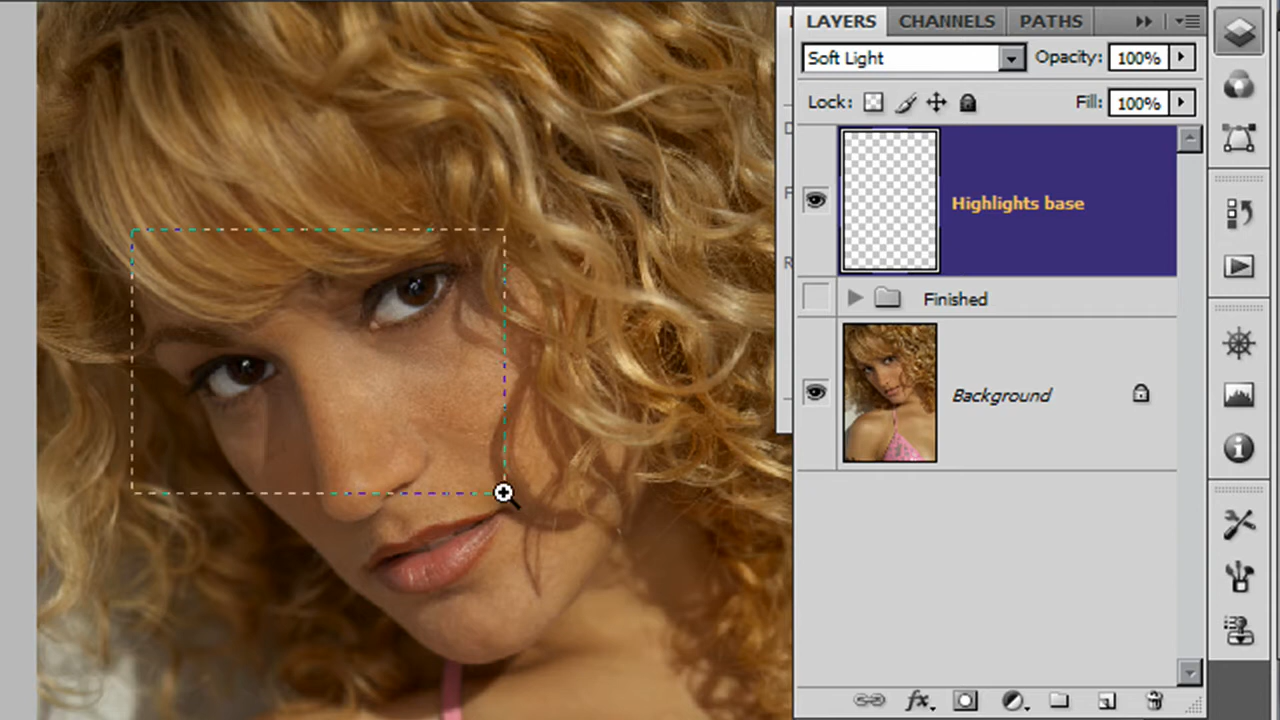 LAYERS CHANNELS PATHS
Soft Light Opacity: 100%
Lock: Fill: 100%
Highlights base
Finished
Background